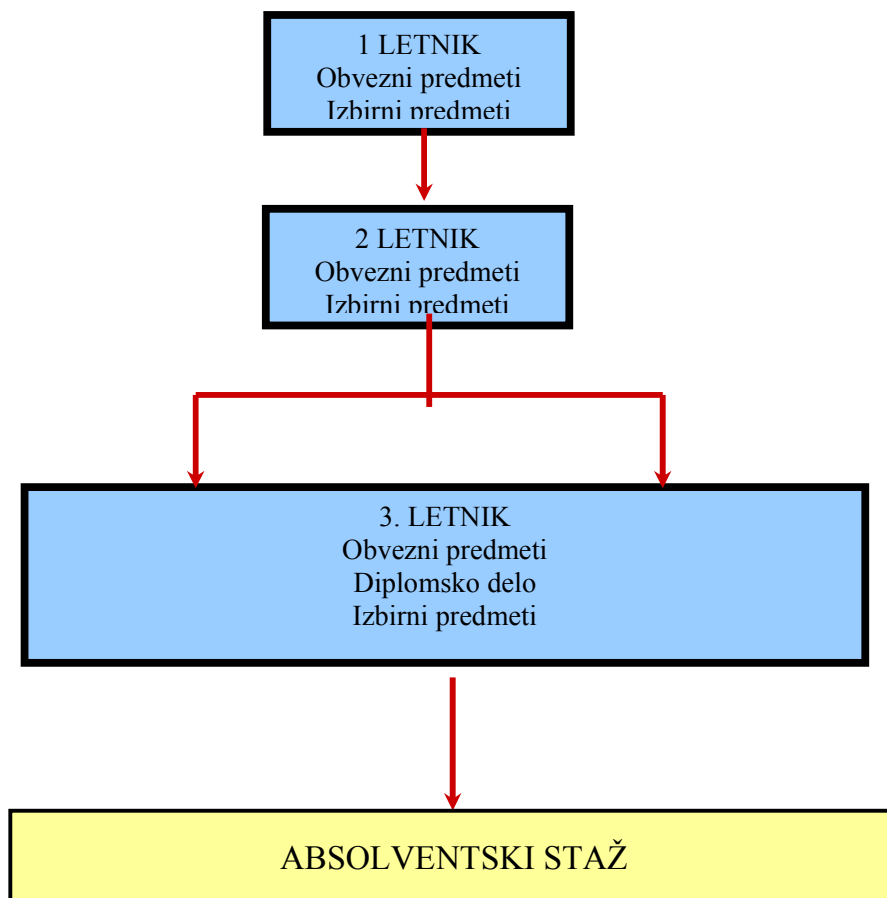 1 LETNIK
Obvezni predmeti
Izbirni predmeti
2 LETNIK
Obvezni predmeti
Izbirni predmeti
3. LETNIK
Obvezni predmeti
Diplomsko delo
Izbirni predmeti
ABSOLVENTSKI STAŽ